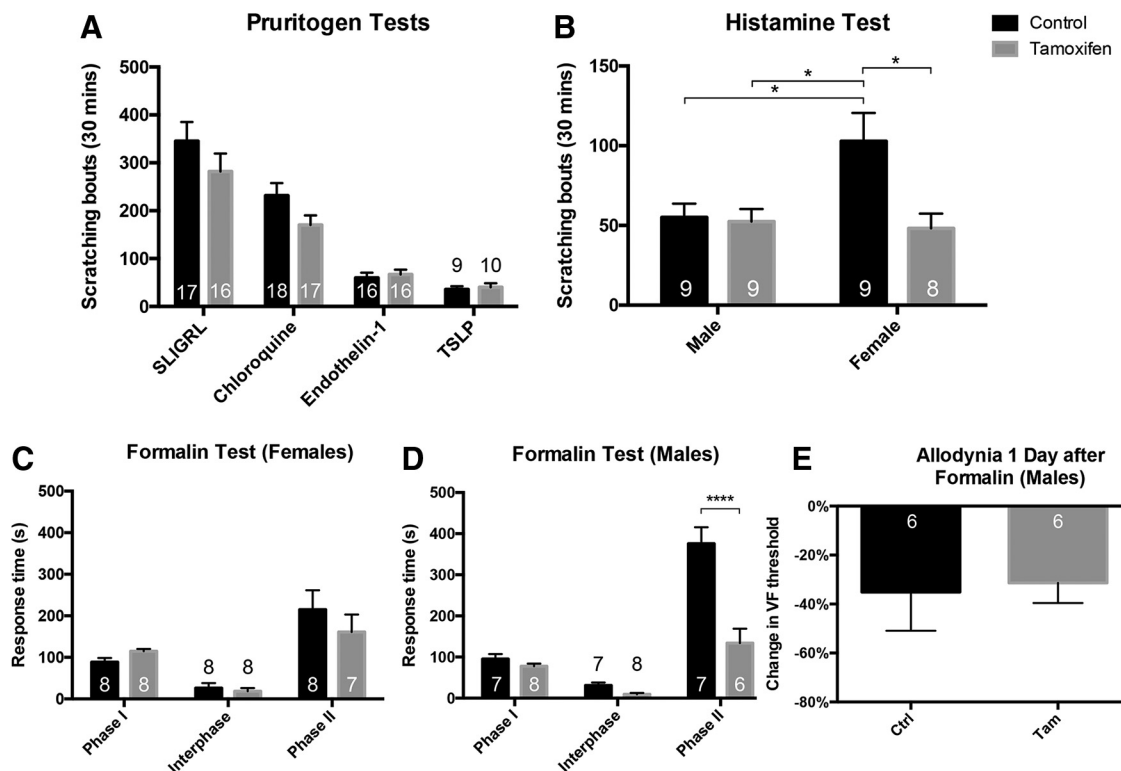 A
Pruritogen Tests
Scratching bouts (30 mins)
500
400
300
200
100
0
17
16
18
17
16
16
9
10
SLIGRL
Chloroquine
Endothelin-1
TSLP
B
Histamine Test
Control
Tamoxifen
Scratching bouts (30 mins)
150
100
50
0
*
*
*
9
9
9
8
Male
Female
C
Formalin Test (Females)
Response time (s)
500
400
300
200
100
0
8
8
8
8
8
7
Phase I
Interphase
Phase II
D
Formalin Test (Males)
Response time (s)
500
400
300
200
100
0
****
7
8
7
8
7
6
Phase I
Interphase
Phase II
E
Allodynia 1 Day after
Formalin (Males)
Change in VF threshold
0%
-20%
-40%
-60%
-80%
6
6
Ctrl
Tam